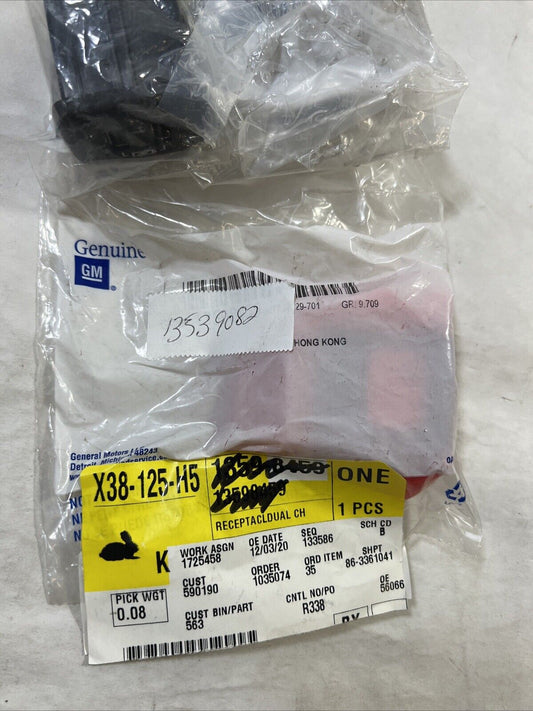 Genuine
GM
29-701 GR. 9,709
13539082
HONG KONG
General Motors / 48243
X38-125-H5
13508459
ONE
RECEPTACLDUAL CH
1 PCS
K
WORK ASGN
1725458
OE DATE
12/03/20
SEQ
133586
SCH CD
B
CUST
590190
ORDER
1035074
ORD ITEM
35
SHPT
86-3361041
PICK WGT
0.08
CUST BIN/PART
563
CNTL NO/PO
R338
OE
56066